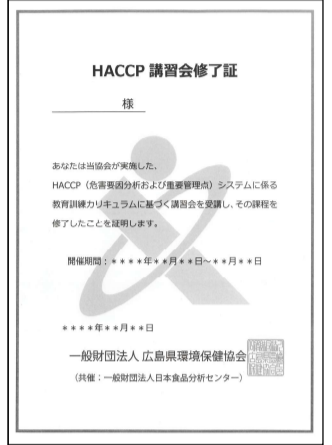 HACCP 講習会修了証
様
あなたは当協会が実施した、
HACCP（危害要因分析および重要管理点）システムに係る
教育訓練カリキュラムに基づく講習会を受講し、その課程を
修了したことを証明します。
開催期間：＊＊＊＊年＊＊月＊＊日～＊＊月＊＊日
＊＊＊＊年＊＊月＊＊日
一般財団法人 広島県環境保健協会
（共催：一般財団法人日本食品分析センター）